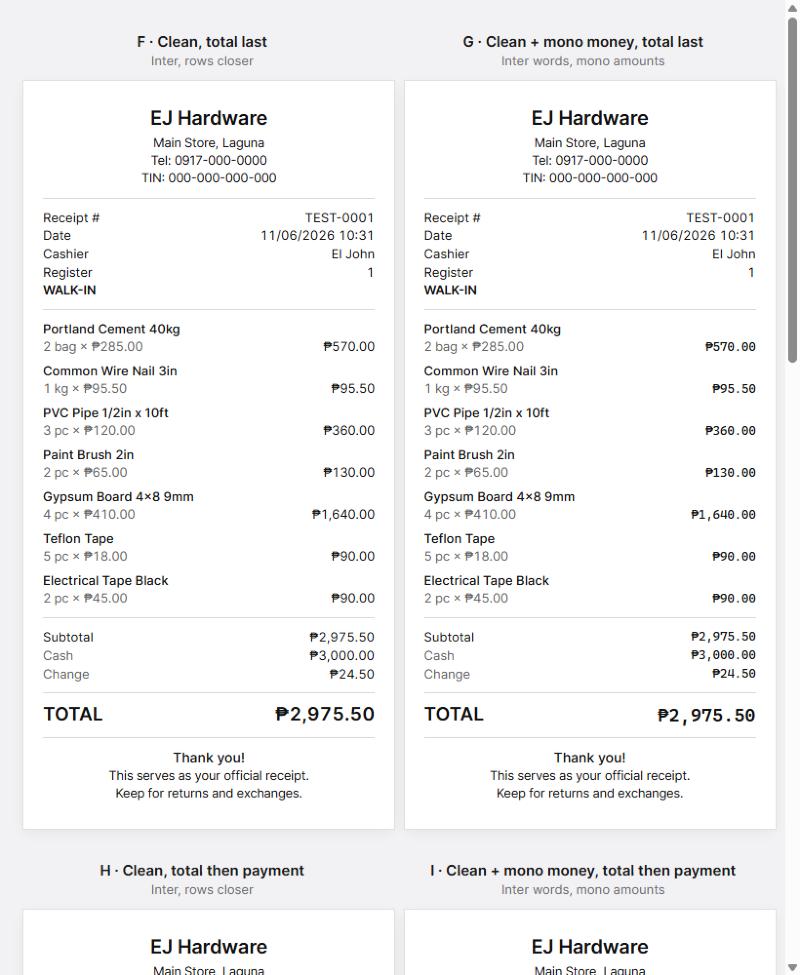 F · Clean, total last
Inter, rows closer
EJ Hardware
Main Store, Laguna
Tel: 0917-000-0000
TIN: 000-000-000-000
Receipt # TEST-0001
Date 11/06/2026 10:31
Cashier El John
Register 1
WALK-IN
Portland Cement 40kg
2 bag × ₱285.00 ₱570.00
Common Wire Nail 3in
1 kg × ₱95.50 ₱95.50
PVC Pipe 1/2in x 10ft
3 pc × ₱120.00 ₱360.00
Paint Brush 2in
2 pc × ₱65.00 ₱130.00
Gypsum Board 4×8 9mm
4 pc × ₱410.00 ₱1,640.00
Teflon Tape
5 pc × ₱18.00 ₱90.00
Electrical Tape Black
2 pc × ₱45.00 ₱90.00
Subtotal ₱2,975.50
Cash ₱3,000.00
Change ₱24.50
TOTAL ₱2,975.50
Thank you!
This serves as your official receipt.
Keep for returns and exchanges.
G · Clean + mono money, total last
Inter words, mono amounts
EJ Hardware
Main Store, Laguna
Tel: 0917-000-0000
TIN: 000-000-000-000
Receipt # TEST-0001
Date 11/06/2026 10:31
Cashier El John
Register 1
WALK-IN
Portland Cement 40kg
2 bag × ₱285.00 ₱570.00
Common Wire Nail 3in
1 kg × ₱95.50 ₱95.50
PVC Pipe 1/2in x 10ft
3 pc × ₱120.00 ₱360.00
Paint Brush 2in
2 pc × ₱65.00 ₱130.00
Gypsum Board 4×8 9mm
4 pc × ₱410.00 ₱1,640.00
Teflon Tape
5 pc × ₱18.00 ₱90.00
Electrical Tape Black
2 pc × ₱45.00 ₱90.00
Subtotal ₱2,975.50
Cash ₱3,000.00
Change ₱24.50
TOTAL ₱2,975.50
Thank you!
This serves as your official receipt.
Keep for returns and exchanges.
H · Clean, total then payment
Inter, rows closer
EJ Hardware
Main Store, Laguna
I · Clean + mono money, total then payment
Inter words, mono amounts
EJ Hardware
Main Store, Laguna